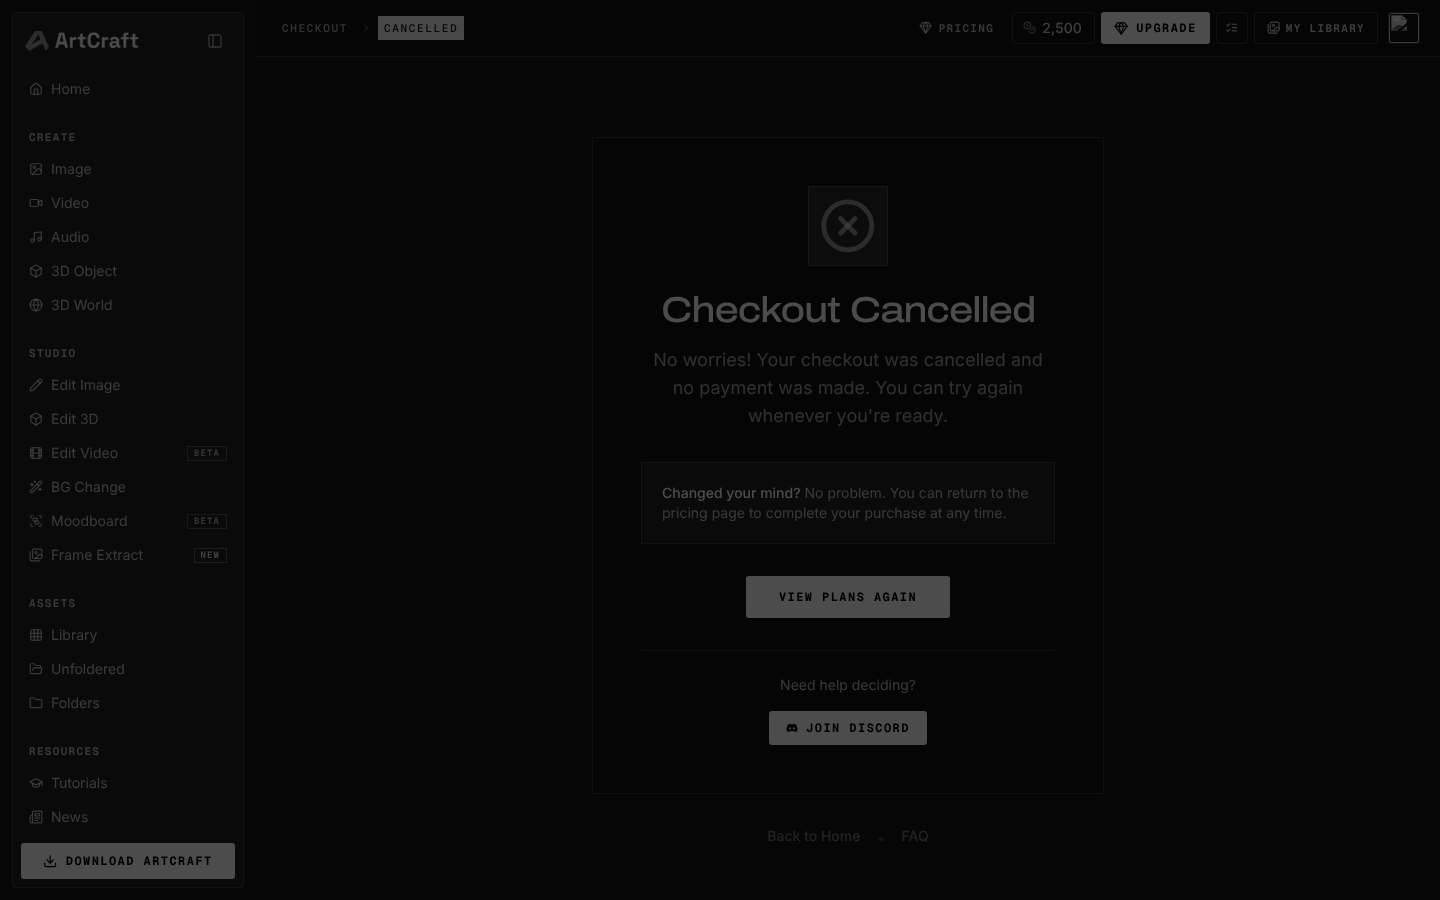 ArtCraft
CHECKOUT > CANCELLED
PRICING
2,500
UPGRADE
MY LIBRARY
Home
CREATE
Image
Video
Audio
3D Object
3D World
STUDIO
Edit Image
Edit 3D
Edit Video BETA
BG Change
Moodboard BETA
Frame Extract NEW
ASSETS
Library
Unfoldered
Folders
RESOURCES
Tutorials
News
DOWNLOAD ARTCRAFT
Checkout Cancelled
No worries! Your checkout was cancelled and
no payment was made. You can try again
whenever you're ready.
Changed your mind? No problem. You can return to the
pricing page to complete your purchase at any time.
VIEW PLANS AGAIN
Need help deciding?
JOIN DISCORD
Back to Home • FAQ